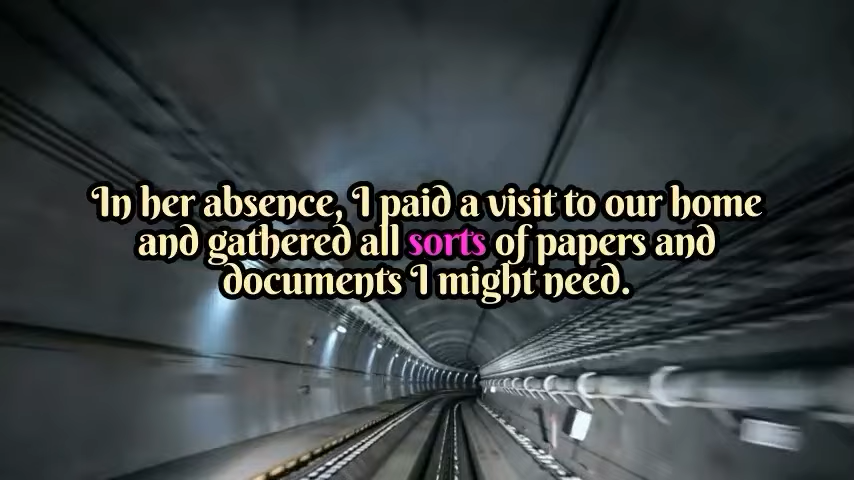 In her absence, I paid a visit to our home
and gathered all sorts of papers and
documents I might need.